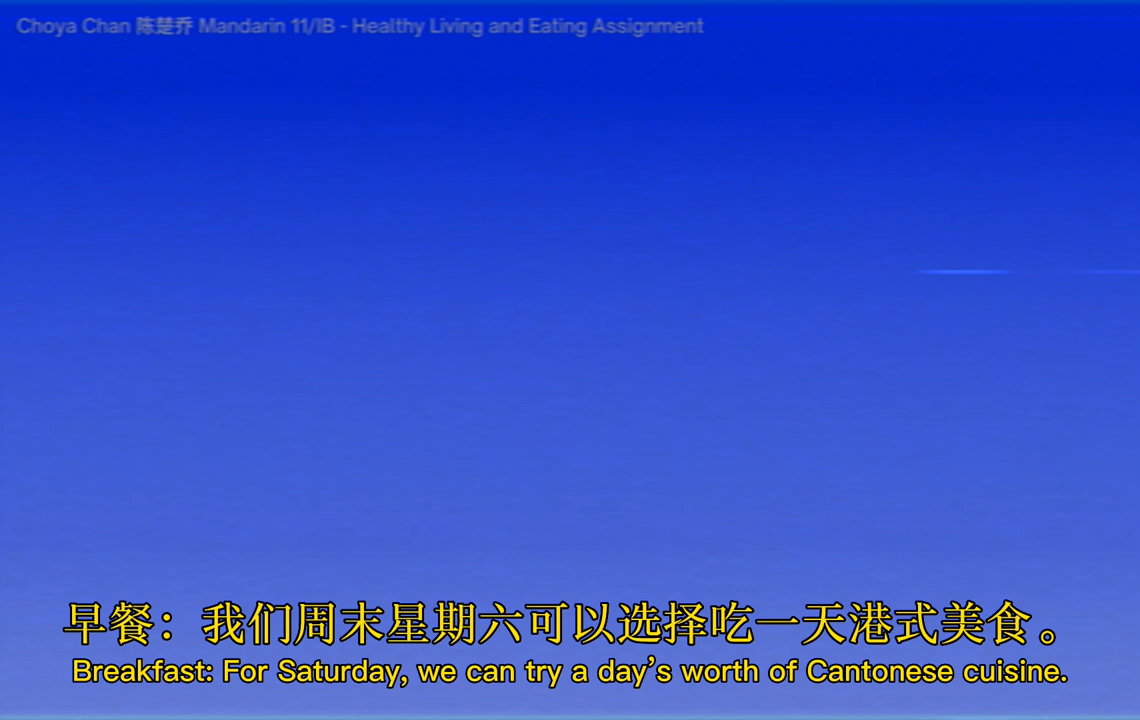 Choya Chan 陈楚乔 Mandarin 11/IB - Healthy Living and Eating Assignment
早餐：我们周末星期六可以选择吃一天港式美食。
Breakfast: For Saturday, we can try a day’s worth of Cantonese cuisine.